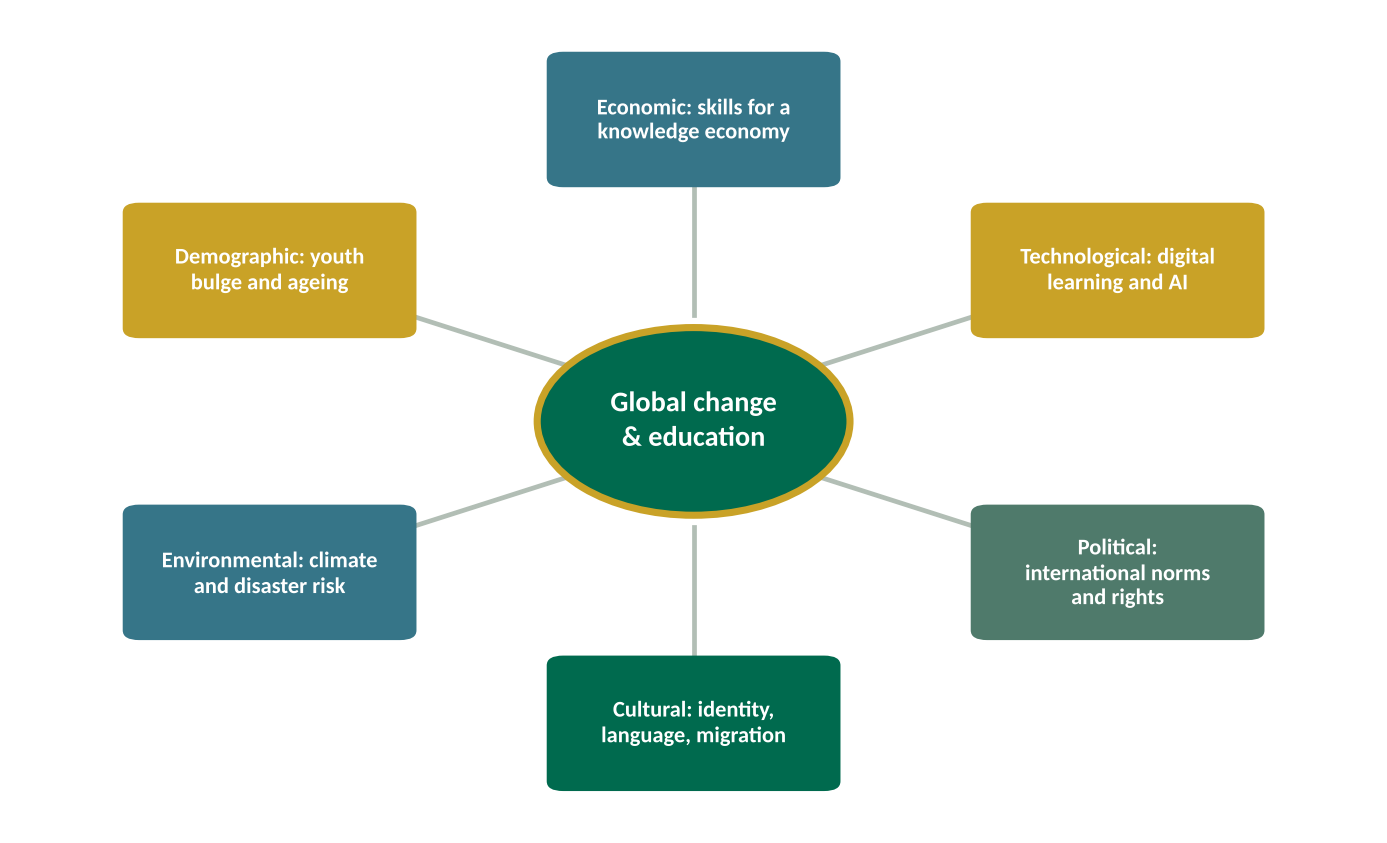 Economic: skills for a
knowledge economy
Demographic: youth
bulge and ageing
Technological: digital
learning and AI
Global change
& education
Environmental: climate
and disaster risk
Political:
international norms
and rights
Cultural: identity,
language, migration